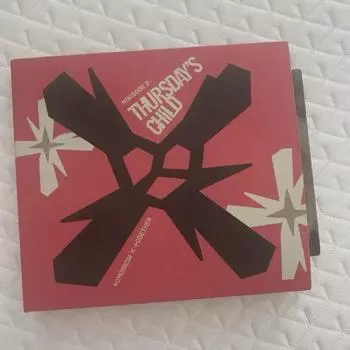 MINISODE 2:
THURSDAY'S
CHILD
TOMORROW X TOGETHER